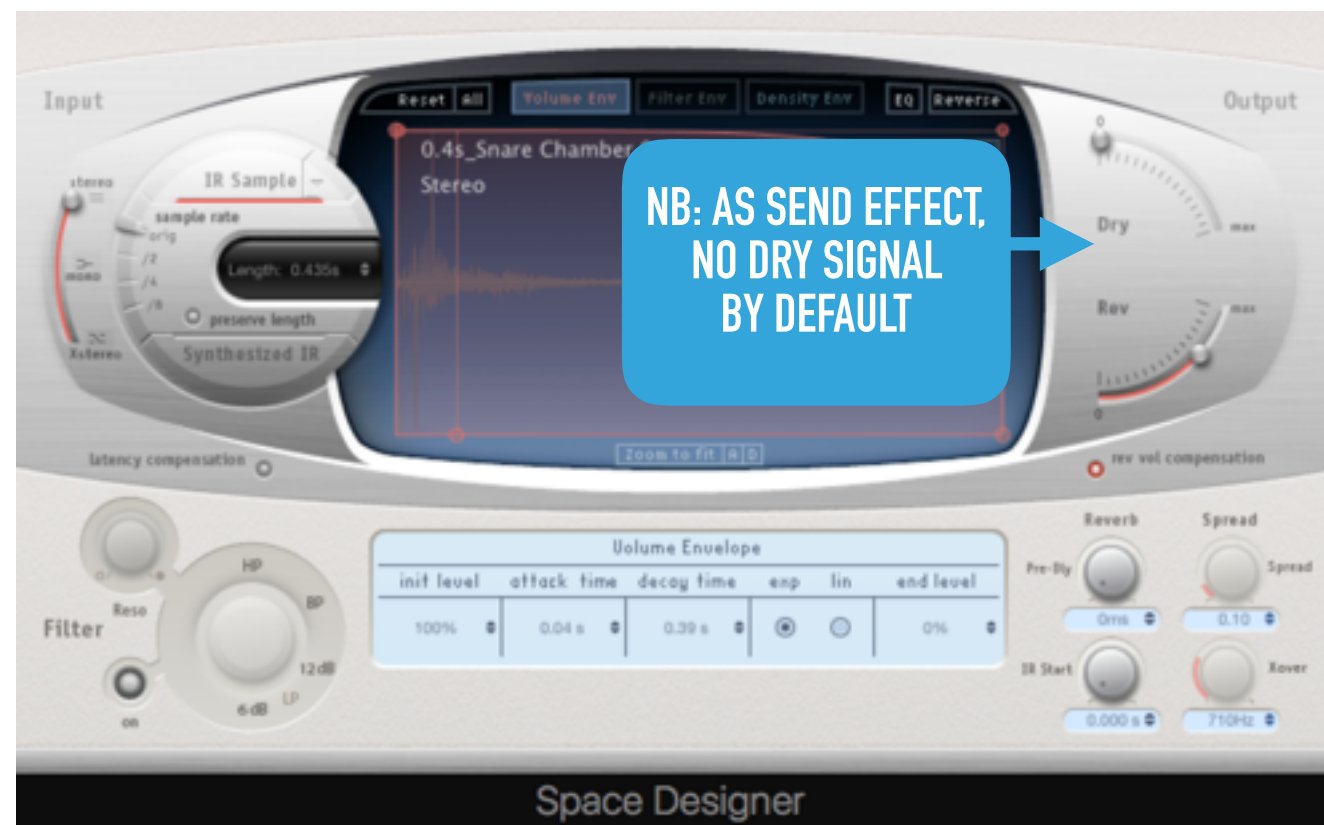 Input
Output
Reset All Volume Env Filter Env Density Env EQ Reverse
0.4s_Snare Chamber
Stereo
NB: AS SEND EFFECT,
NO DRY SIGNAL
BY DEFAULT
stereo
mono
Xstereo
IR Sample
sample rate
orig
/2
/4
/8
Length: 0.435s
preserve length
Synthesized IR
0
Dry
max
Rev
max
0
latency compensation
Zoom to fit A D
rev vol compensation
Filter
Reso
on
HP
BP
12dB
LP
6dB
Volume Envelope
init level attack time decay time exp lin end level
100% 0.04 s 0.39 s 0%
Reverb Spread
Pre-Dly Spread
0ms 0.10
IR Start Xover
0.000 s 710Hz
Space Designer